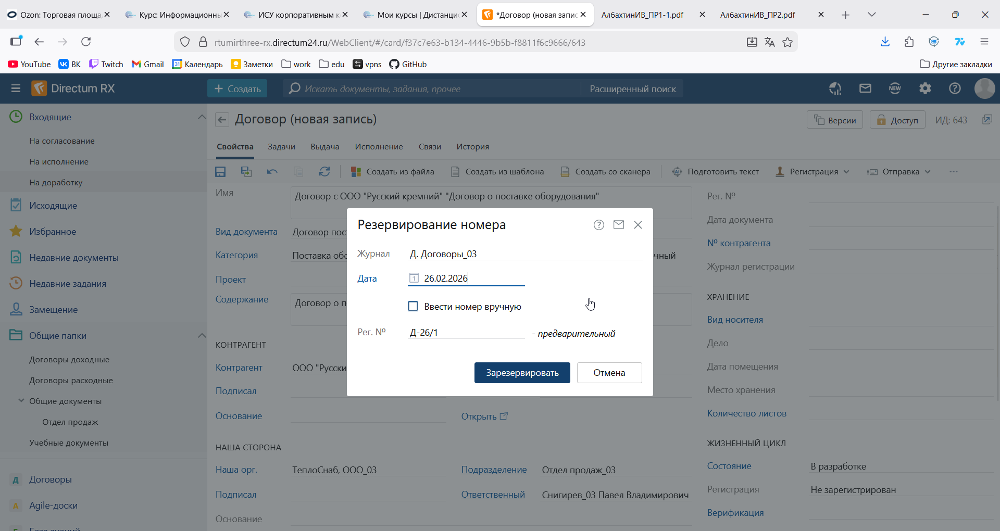 Ozon: Торговая площа
Курс: Информационны
ИСУ корпоративным к
Мои курсы | Дистанцис
*Договор (новая запис
АлбахтинИВ_ПР1-1.pdf
АлбахтинИВ_ПР2.pdf
rtumirthree-rx.directum24.ru/WebClient/#/card/f37c7e63-b134-4446-9b5b-f8811f6c9666/643
YouTube
ВК
Twitch
Gmail
31
Календарь
Заметки
work
edu
vpns
GitHub
Другие закладки
Directum RX
Создать
Искать документы, задания, прочее
Расширенный поиск
NEW
Входящие
На согласование
На исполнение
На доработку
Исходящие
Избранное
Недавние документы
Недавние задания
Замещение
Общие папки
Договоры доходные
Договоры расходные
Общие документы
Отдел продаж
Учебные документы
Д Договоры
А Agile-доски
Договор (новая запись)
Версии
Доступ
ИД: 643
Свойства
Задачи
Выдача
Исполнение
Связи
История
Создать из файла
Создать из шаблона
Создать со сканера
AI
Подготовить текст
Регистрация
Отправка
Имя
Договор с ООО "Русский кремний" "Договор о поставке оборудования"
Вид документа
Договор пос
Категория
Поставка обо
чный
Проект
Содержание
Договор о п
КОНТРАГЕНТ
Контрагент
ООО "Русски
Подписал
Основание
Открыть
НАША СТОРОНА
Наша орг.
ТеплоСнаб, ООО_03
Подразделение
Отдел продаж_03
Подписал
Ответственный
Снигирев_03 Павел Владимирович
Основание
Рег. №
Дата документа
№ контрагента
Журнал регистрации
ХРАНЕНИЕ
Вид носителя
Дело
Дата помещения
Место хранения
Количество листов
ЖИЗНЕННЫЙ ЦИКЛ
Состояние
В разработке
Регистрация
Не зарегистрирован
Верификация
Резервирование номера
Журнал
Д. Договоры_03
Дата
1
26.02.2026
Ввести номер вручную
Рег. №
Д-26/1
- предварительный
Зарезервировать
Отмена